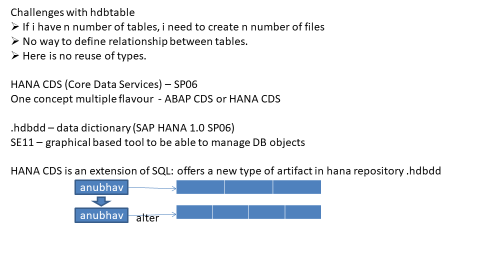 Challenges with hdbtable
➢ If i have n number of tables, i need to create n number of files
➢ No way to define relationship between tables.
➢ Here is no reuse of types.
HANA CDS (Core Data Services) – SP06
One concept multiple flavour - ABAP CDS or HANA CDS
.hdbdd – data dictionary (SAP HANA 1.0 SP06)
SE11 – graphical based tool to be able to manage DB objects
HANA CDS is an extension of SQL: offers a new type of artifact in hana repository .hdbdd
anubhav
anubhav alter